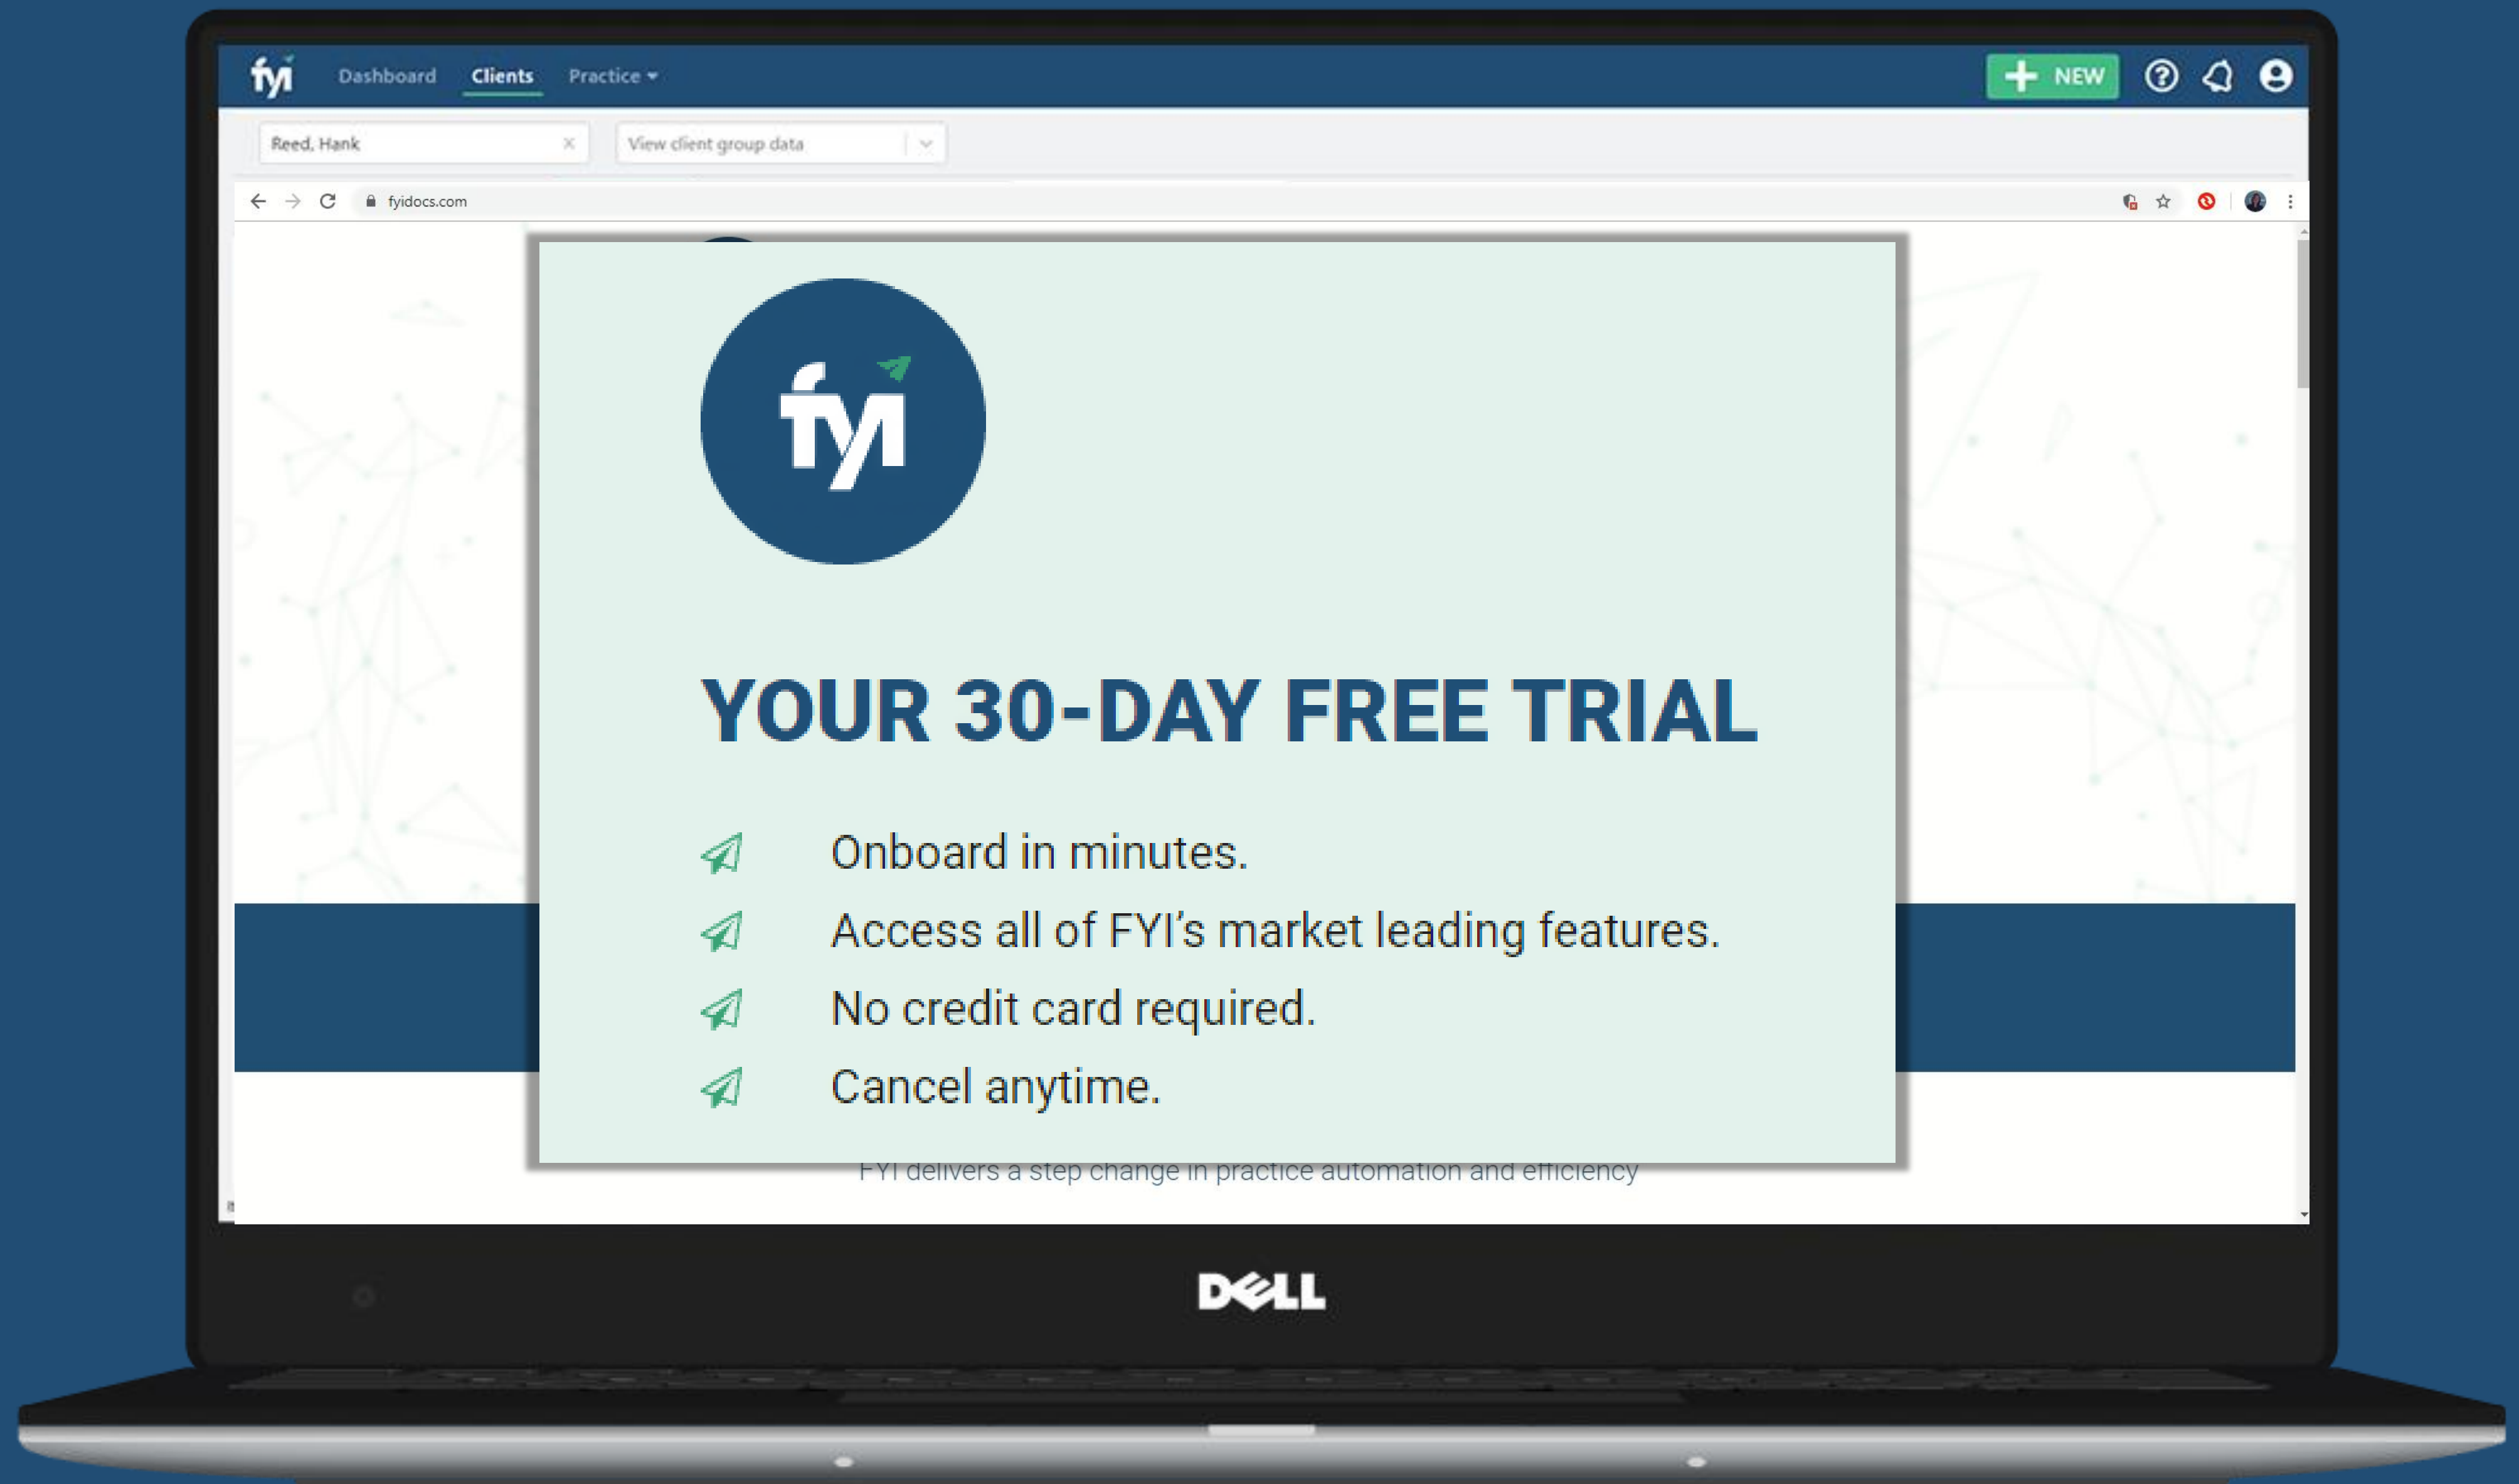 fyi Dashboard Clients Practice NEW
Reed, Hank View client group data
fyidocs.com
fyi
YOUR 30-DAY FREE TRIAL
Onboard in minutes.
Access all of FYI's market leading features.
No credit card required.
Cancel anytime.
FYI delivers a step change in practice automation and efficiency
DELL